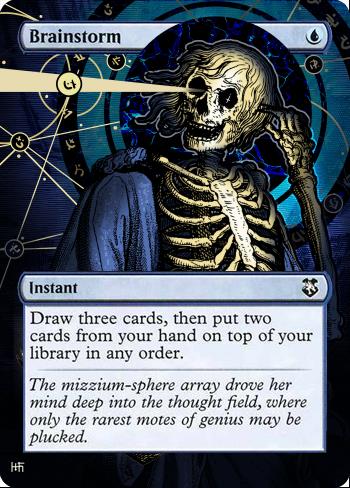 Brainstorm
Instant
Draw three cards, then put two
cards from your hand on top of your
library in any order.
The mizzium-sphere array drove her
mind deep into the thought field, where
only the rarest motes of genius may be
plucked.